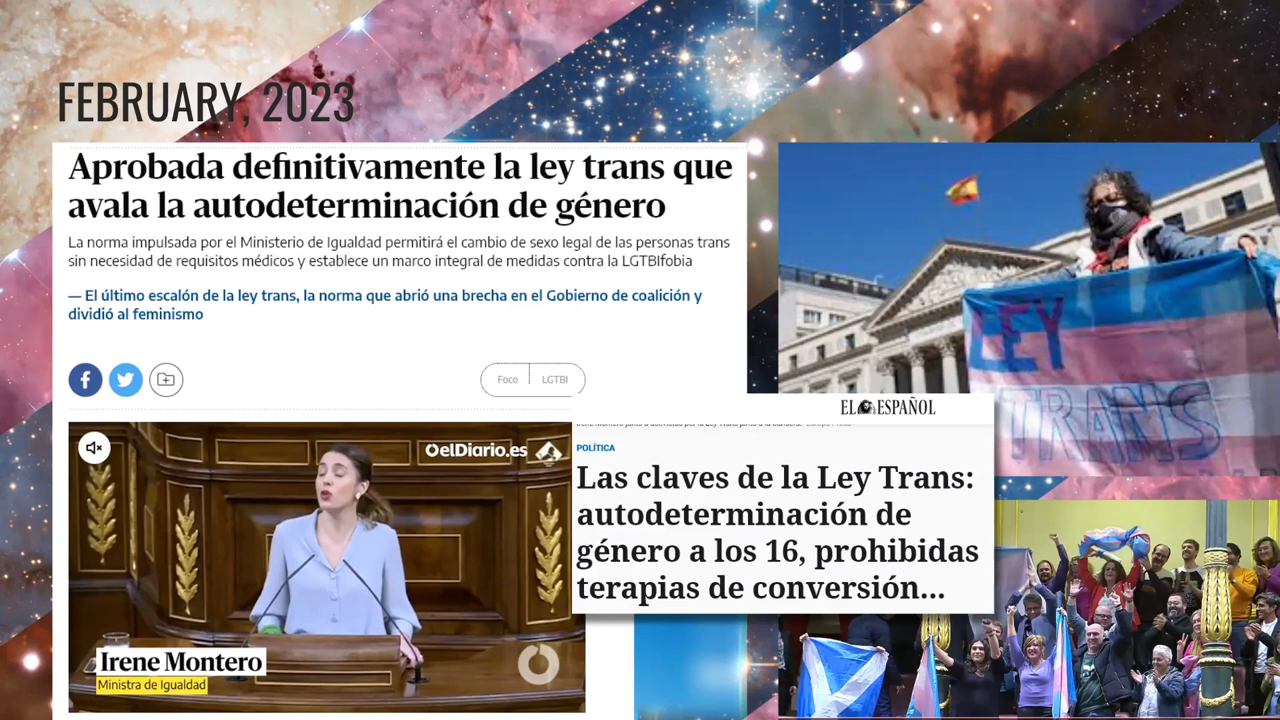 FEBRUARY, 2023
Aprobada definitivamente la ley trans que
avala la autodeterminación de género
La norma impulsada por el Ministerio de Igualdad permitirá el cambio de sexo legal de las personas trans
sin necesidad de requisitos médicos y establece un marco integral de medidas contra la LGTBIfobia
— El último escalón de la ley trans, la norma que abrió una brecha en el Gobierno de coalición y
dividió al feminismo
Foco
LGTBI
elDiario.es
Irene Montero
Ministra de Igualdad
EL ESPAÑOL
POLÍTICA
Las claves de la Ley Trans:
autodeterminación de
género a los 16, prohibidas
terapias de conversión...
LEY
TRANS